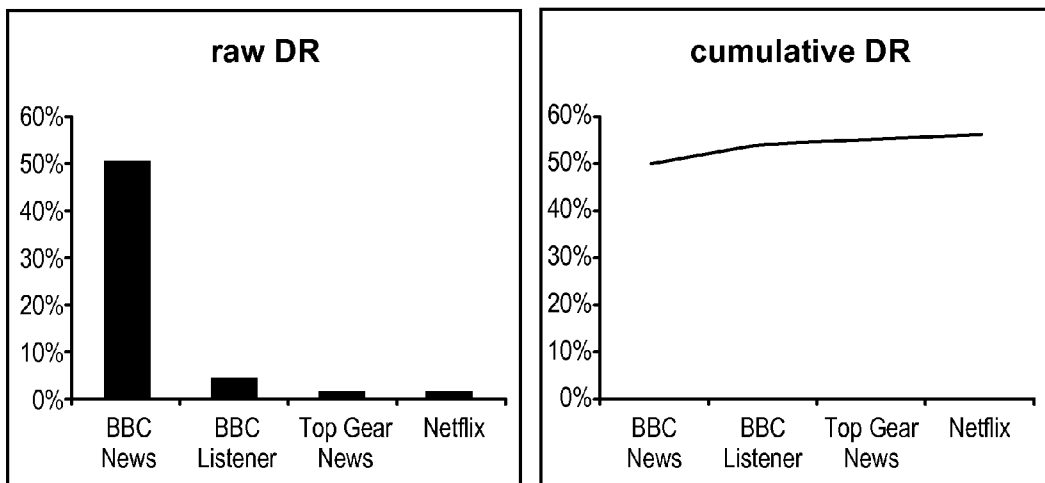 raw DR
60%
50%
40%
30%
20%
10%
0%
BBC
News
BBC
Listener
Top Gear
News
Netflix
cumulative DR
60%
50%
40%
30%
20%
10%
0%
BBC
News
BBC
Listener
Top Gear
News
Netflix